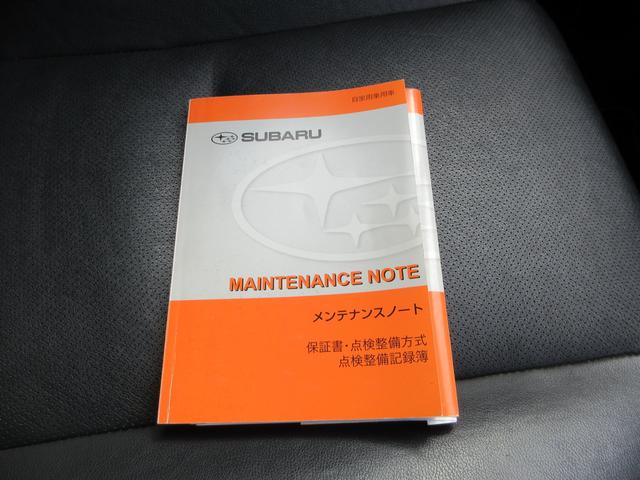 自家用乗用車
SUBARU
MAINTENANCE NOTE
メンテナンスノート
保証書・点検整備方式
点検整備記録簿